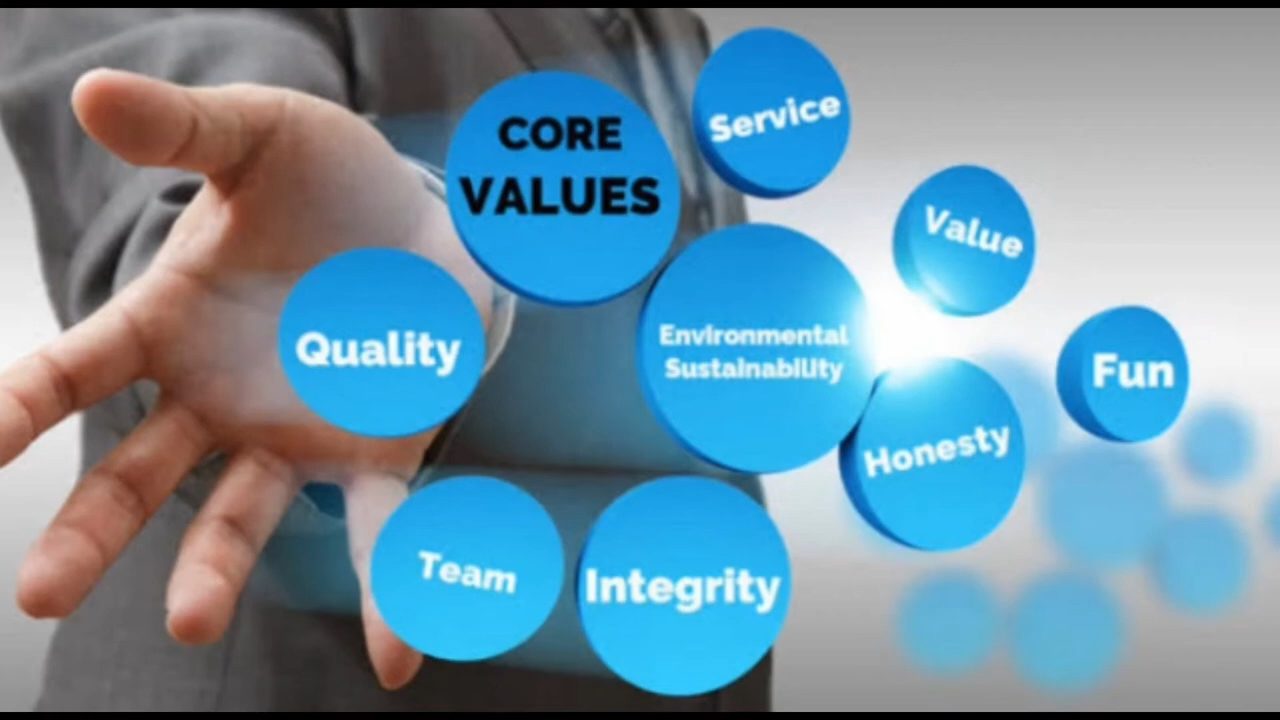 CORE
VALUES
Service
Value
Quality
Environmental
Sustainability
Fun
Honesty
Team
Integrity